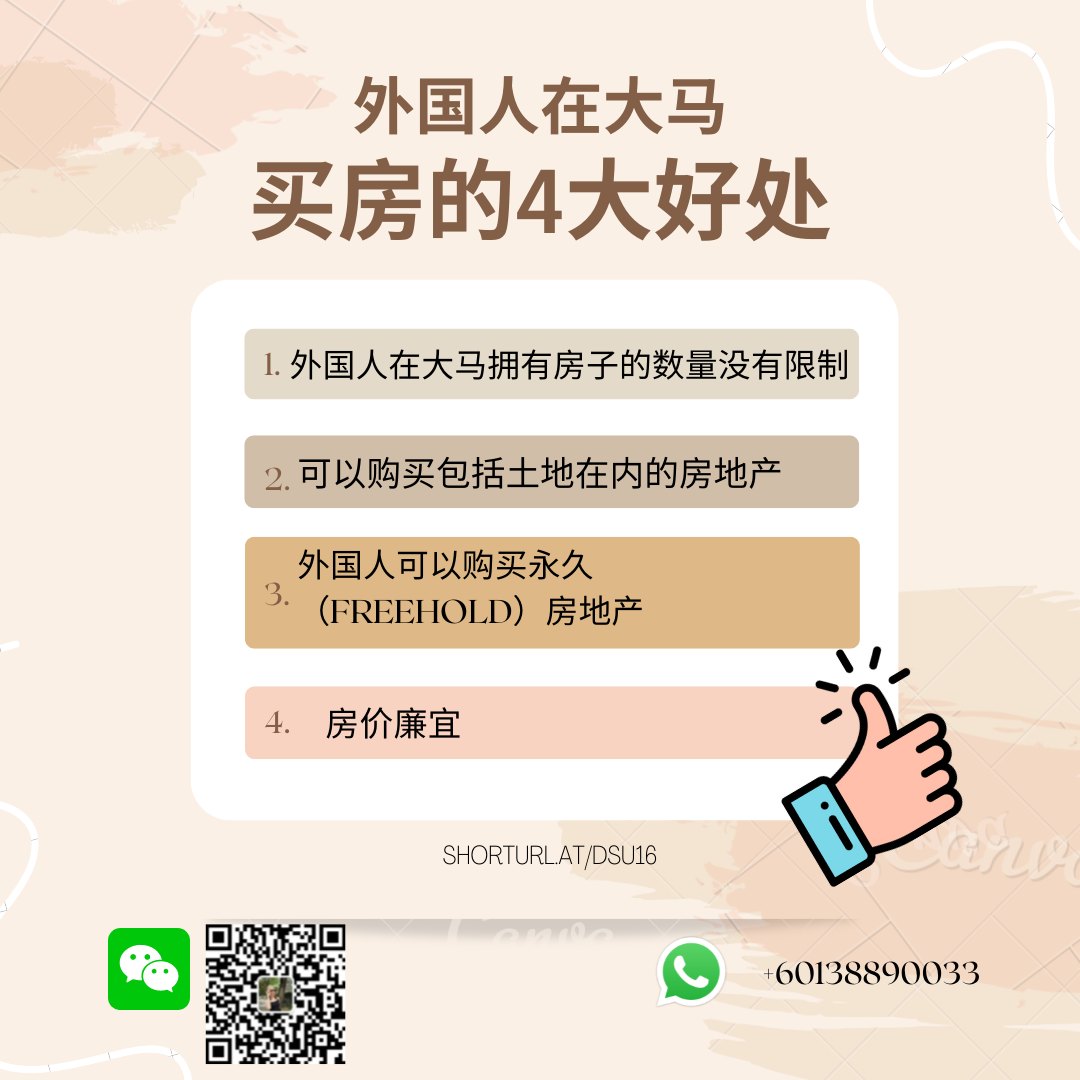 外国人在大马
买房的4大好处
1. 外国人在大马拥有房子的数量没有限制
2. 可以购买包括土地在内的房地产
3. 外国人可以购买永久
（FREEHOLD）房地产
4. 房价廉宜
SHORTURL.AT/DSU16
+60138890033
Canva
Canva